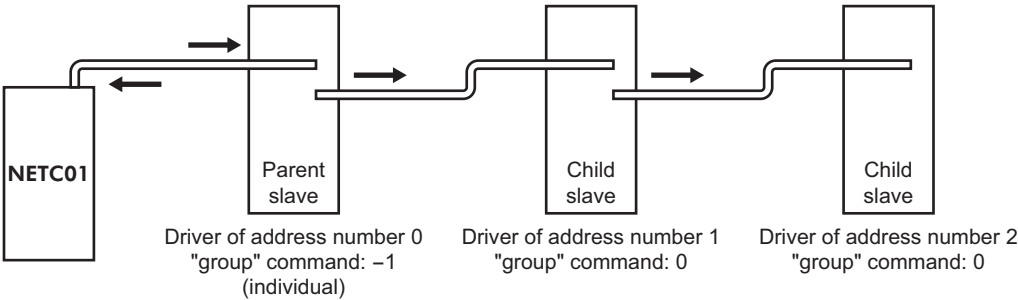 NETC01
Parent
slave
Child
slave
Child
slave
Driver of address number 0
"group" command: −1
(individual)
Driver of address number 1
"group" command: 0
Driver of address number 2
"group" command: 0